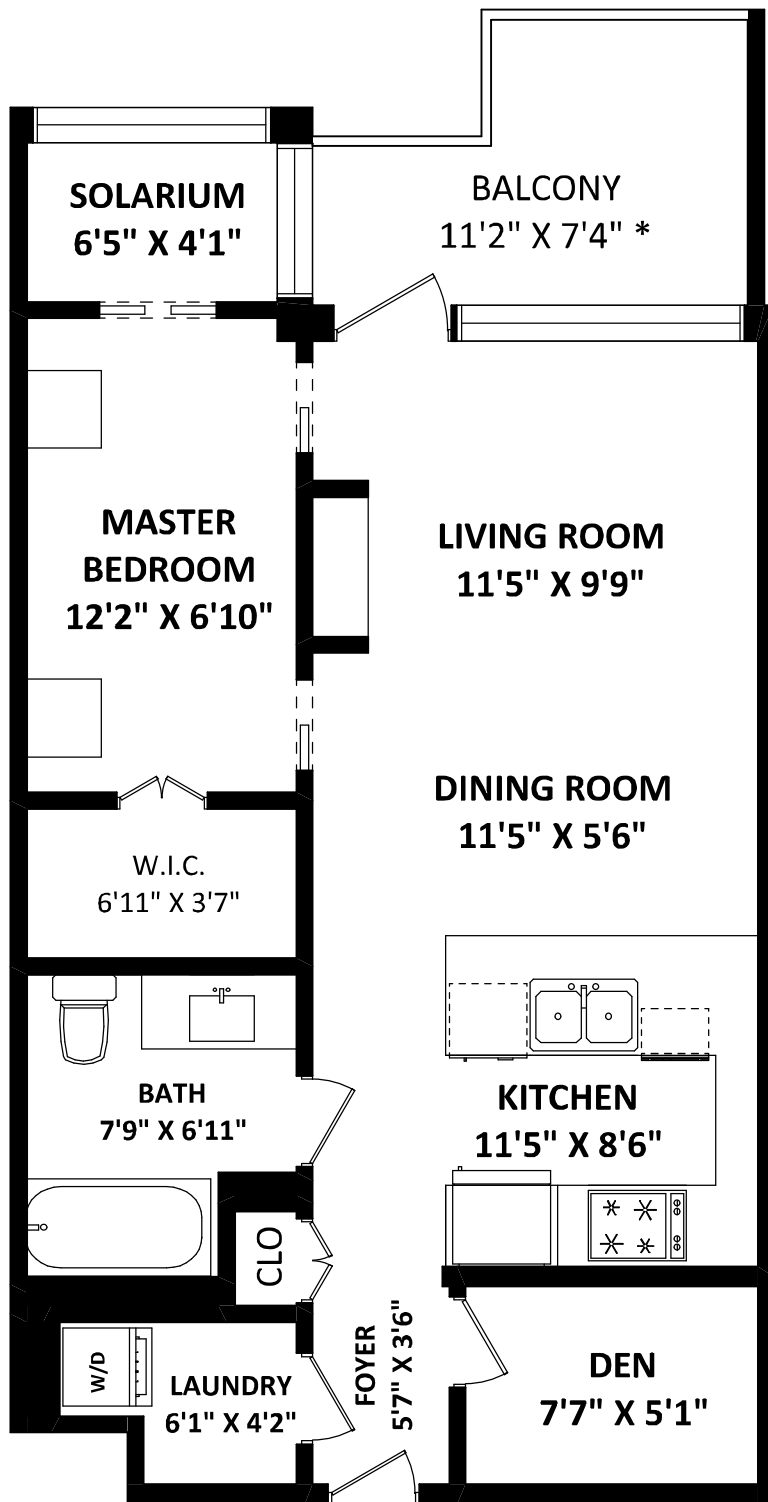 SOLARIUM
6'5" X 4'1"
BALCONY
11'2" X 7'4" *
MASTER
BEDROOM
12'2" X 6'10"
LIVING ROOM
11'5" X 9'9"
DINING ROOM
11'5" X 5'6"
W.I.C.
6'11" X 3'7"
BATH
7'9" X 6'11"
KITCHEN
11'5" X 8'6"
CLO
W/D
LAUNDRY
6'1" X 4'2"
FOYER
5'7" X 3'6"
DEN
7'7" X 5'1"